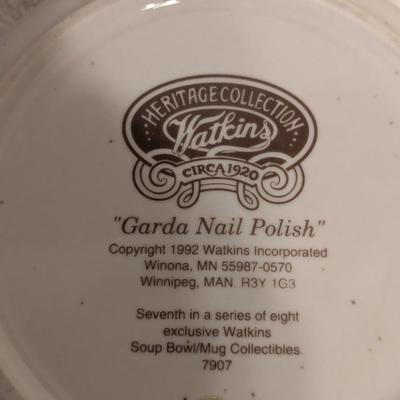 HERITAGE COLLECTION
Watkins
CIRCA 1920
"Garda Nail Polish"
Copyright 1992 Watkins Incorporated
Winona, MN 55987-0570
Winnipeg, MAN. R3Y 1G3
Seventh in a series of eight
exclusive Watkins
Soup Bowl/Mug Collectibles.
7907